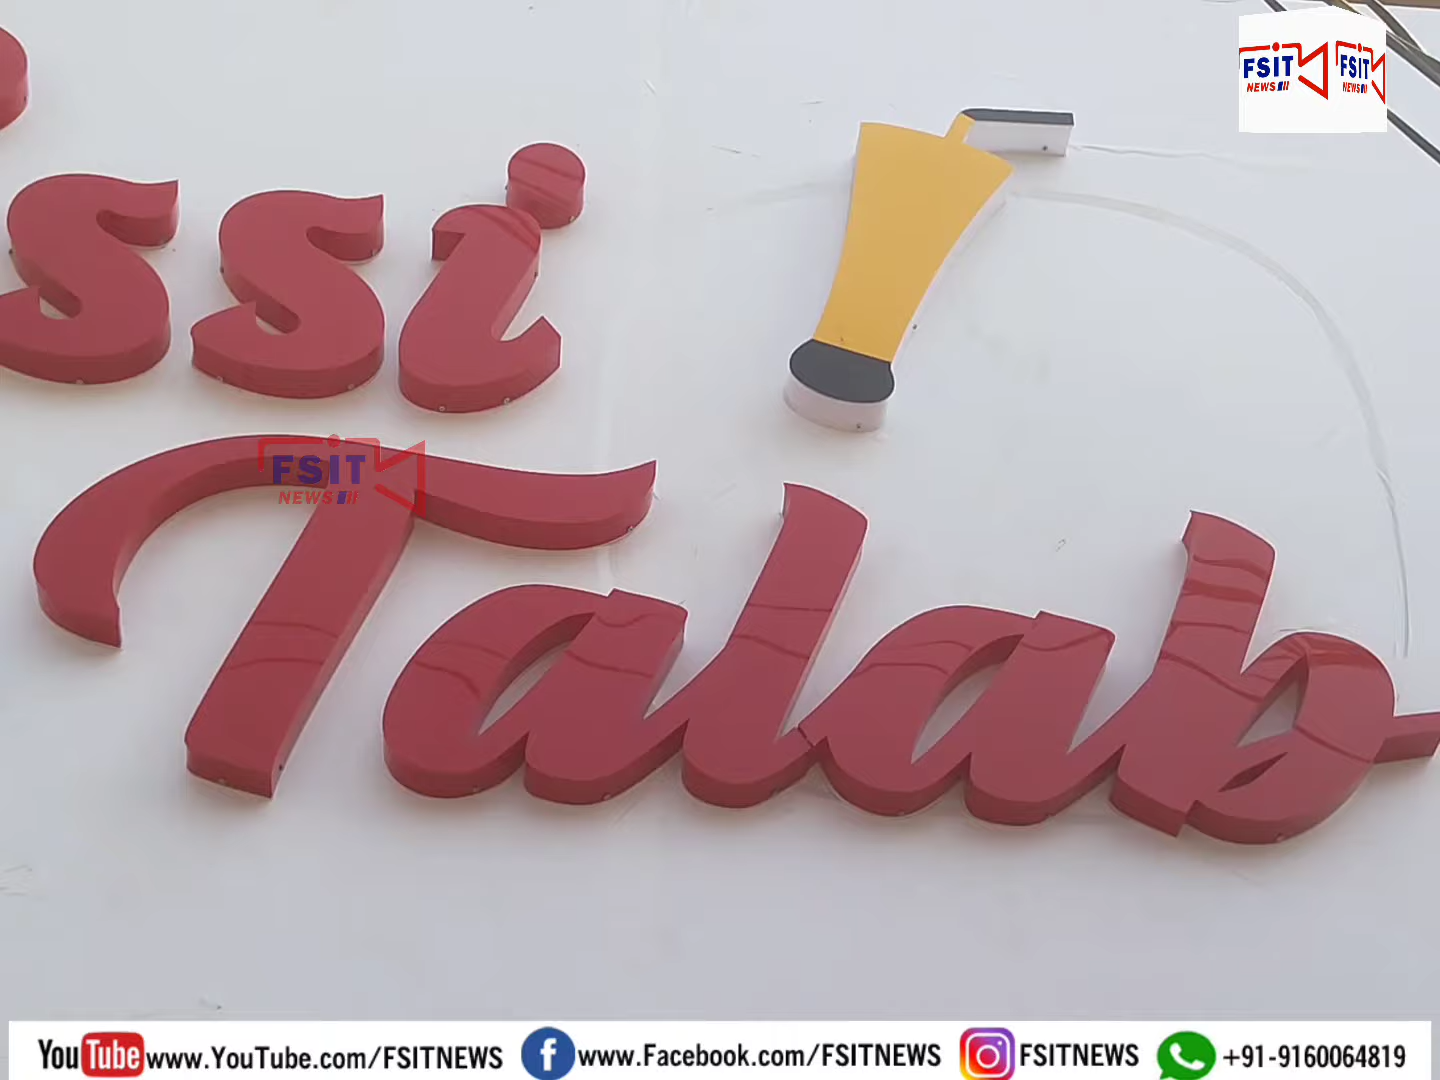 FSIT FSIT
NEWS NEWS
ssi
FSIT
NEWS
Talab
YouTube www.YouTube.com/FSITNEWS f www.Facebook.com/FSITNEWS FSITNEWS +91-9160064819